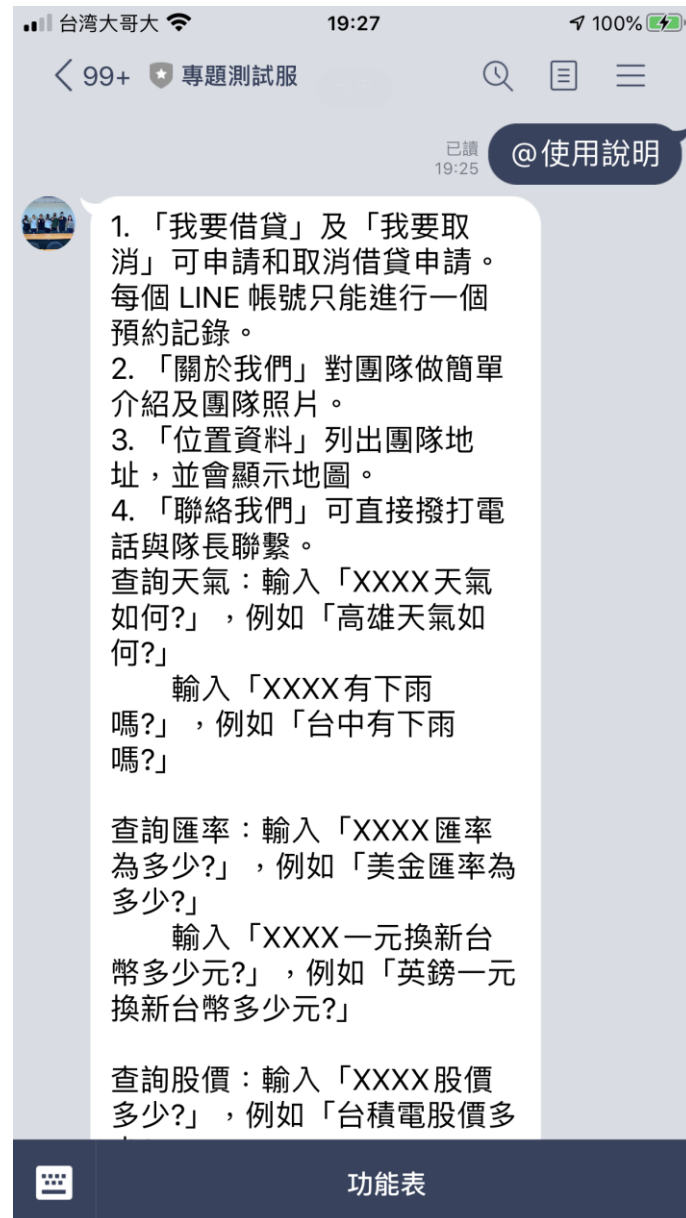 台灣大哥大 19:27 100%
99+ 專題測試服
已讀
19:25
@使用說明
1. 「我要借貸」及「我要取
消」可申請和取消借貸申請。
每個 LINE 帳號只能進行一個
預約記錄。
2. 「關於我們」對團隊做簡單
介紹及團隊照片。
3. 「位置資料」列出團隊地
址，並會顯示地圖。
4. 「聯絡我們」可直接撥打電
話與隊長聯繫。
查詢天氣：輸入「XXXX天氣
如何?」，例如「高雄天氣如
何?」
輸入「XXXX有下雨
嗎?」，例如「台中有下雨
嗎?」
查詢匯率：輸入「XXXX匯率
為多少?」，例如「美金匯率為
多少?」
輸入「XXXX一元換新台
幣多少元?」，例如「英鎊一元
換新台幣多少元?」
查詢股價：輸入「XXXX股價
多少?」，例如「台積電股價多
功能表